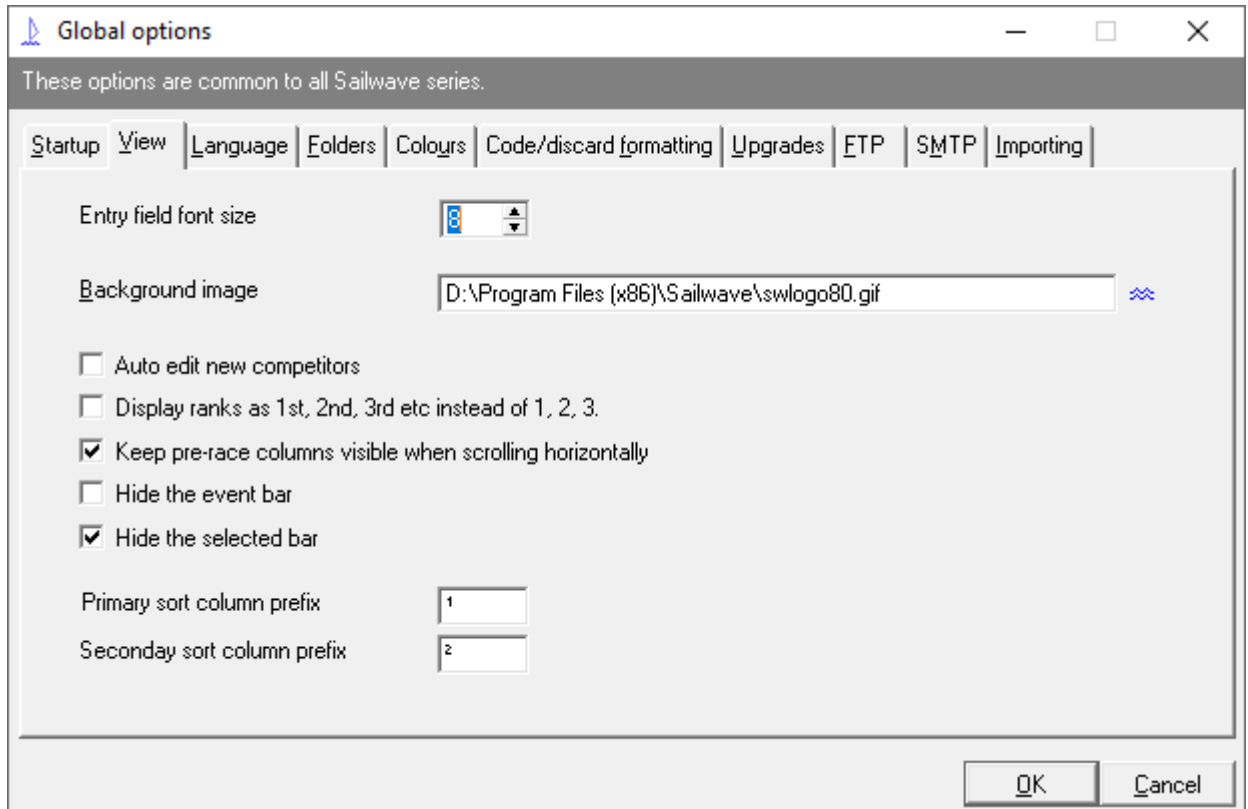 Global options
These options are common to all Sailwave series.
Startup View Language Folders Colours Code/discard formatting Upgrades FTP SMTP Importing
Entry field font size 8
Background image D:\Program Files (x86)\Sailwave\swlogo80.gif
Auto edit new competitors
Display ranks as 1st, 2nd, 3rd etc instead of 1, 2, 3.
Keep pre-race columns visible when scrolling horizontally
Hide the event bar
Hide the selected bar
Primary sort column prefix ¹
Seconday sort column prefix ²
OK Cancel